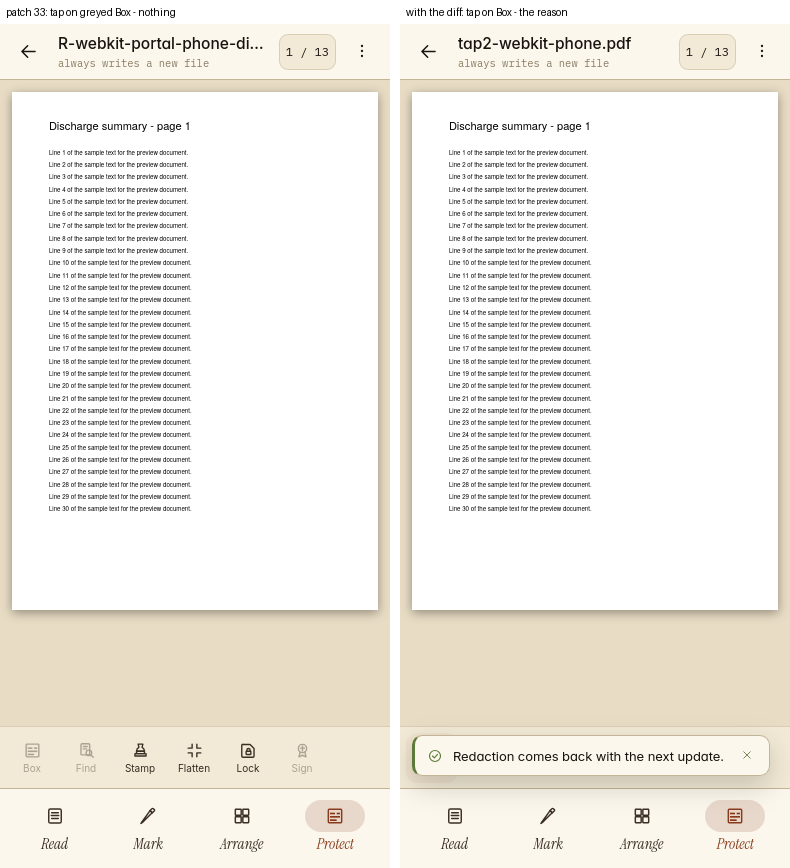 patch 33: tap on greyed Box - nothing
R-webkit-portal-phone-di...
always writes a new file
1 / 13
Discharge summary - page 1
Line 1 of the sample text for the preview document.
Line 2 of the sample text for the preview document.
Line 3 of the sample text for the preview document.
Line 4 of the sample text for the preview document.
Line 5 of the sample text for the preview document.
Line 6 of the sample text for the preview document.
Line 7 of the sample text for the preview document.
Line 8 of the sample text for the preview document.
Line 9 of the sample text for the preview document.
Line 10 of the sample text for the preview document.
Line 11 of the sample text for the preview document.
Line 12 of the sample text for the preview document.
Line 13 of the sample text for the preview document.
Line 14 of the sample text for the preview document.
Line 15 of the sample text for the preview document.
Line 16 of the sample text for the preview document.
Line 17 of the sample text for the preview document.
Line 18 of the sample text for the preview document.
Line 19 of the sample text for the preview document.
Line 20 of the sample text for the preview document.
Line 21 of the sample text for the preview document.
Line 22 of the sample text for the preview document.
Line 23 of the sample text for the preview document.
Line 24 of the sample text for the preview document.
Line 25 of the sample text for the preview document.
Line 26 of the sample text for the preview document.
Line 27 of the sample text for the preview document.
Line 28 of the sample text for the preview document.
Line 29 of the sample text for the preview document.
Line 30 of the sample text for the preview document.
Box Find Stamp Flatten Lock Sign
Read Mark Arrange Protect
with the diff: tap on Box - the reason
tap2-webkit-phone.pdf
always writes a new file
1 / 13
Discharge summary - page 1
Line 1 of the sample text for the preview document.
Line 2 of the sample text for the preview document.
Line 3 of the sample text for the preview document.
Line 4 of the sample text for the preview document.
Line 5 of the sample text for the preview document.
Line 6 of the sample text for the preview document.
Line 7 of the sample text for the preview document.
Line 8 of the sample text for the preview document.
Line 9 of the sample text for the preview document.
Line 10 of the sample text for the preview document.
Line 11 of the sample text for the preview document.
Line 12 of the sample text for the preview document.
Line 13 of the sample text for the preview document.
Line 14 of the sample text for the preview document.
Line 15 of the sample text for the preview document.
Line 16 of the sample text for the preview document.
Line 17 of the sample text for the preview document.
Line 18 of the sample text for the preview document.
Line 19 of the sample text for the preview document.
Line 20 of the sample text for the preview document.
Line 21 of the sample text for the preview document.
Line 22 of the sample text for the preview document.
Line 23 of the sample text for the preview document.
Line 24 of the sample text for the preview document.
Line 25 of the sample text for the preview document.
Line 26 of the sample text for the preview document.
Line 27 of the sample text for the preview document.
Line 28 of the sample text for the preview document.
Line 29 of the sample text for the preview document.
Line 30 of the sample text for the preview document.
Redaction comes back with the next update.
Read Mark Arrange Protect